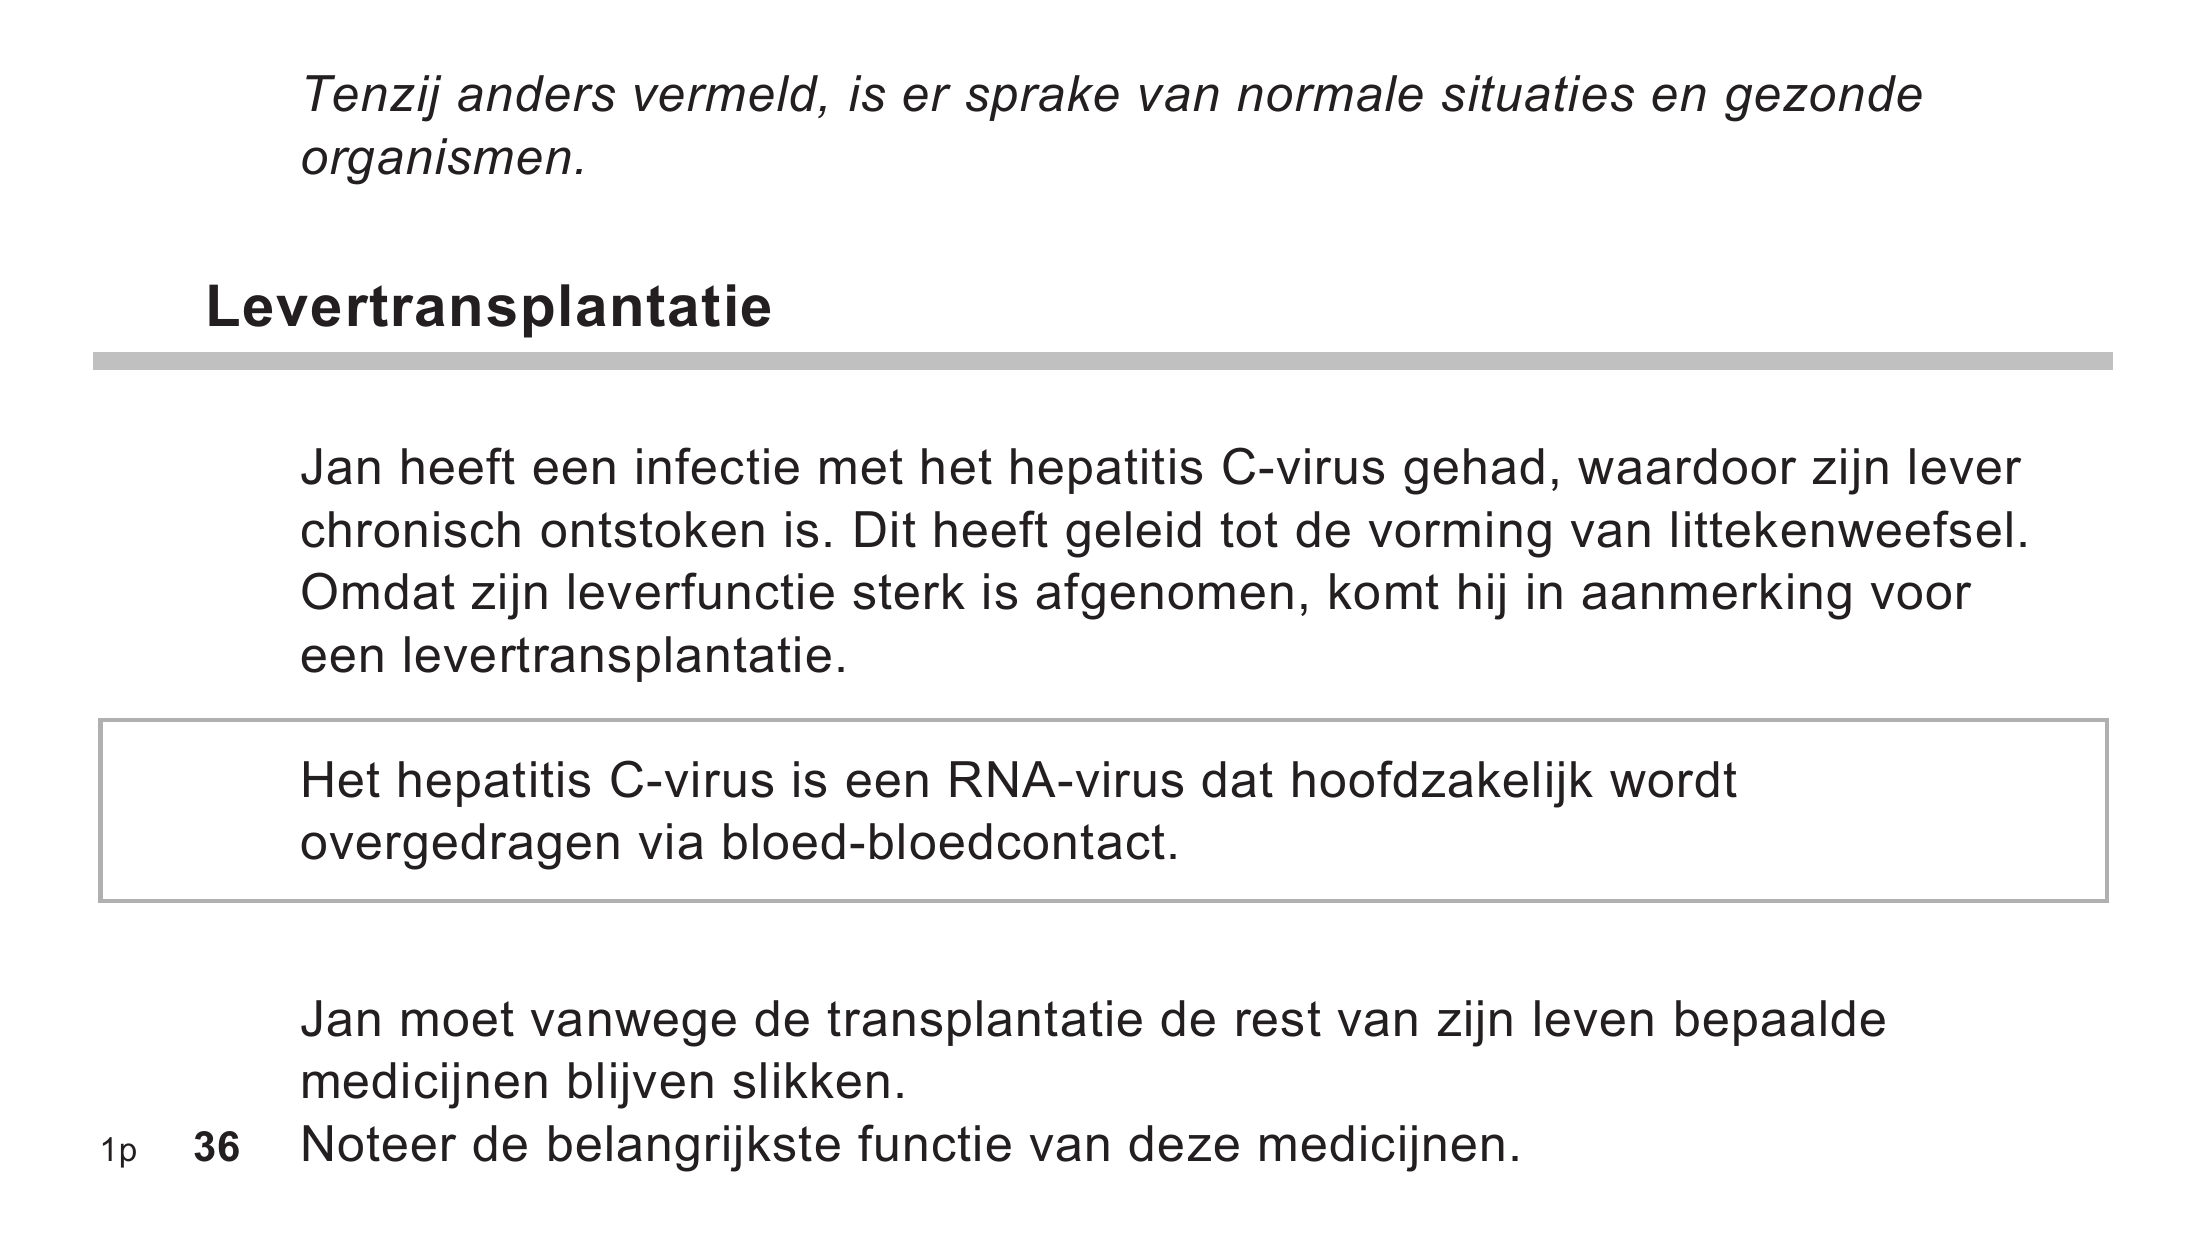 Tenzij anders vermeld, is er sprake van normale situaties en gezonde
organismen.
Levertransplantatie
Jan heeft een infectie met het hepatitis C-virus gehad, waardoor zijn lever
chronisch ontstoken is. Dit heeft geleid tot de vorming van littekenweefsel.
Omdat zijn leverfunctie sterk is afgenomen, komt hij in aanmerking voor
een levertransplantatie.
Het hepatitis C-virus is een RNA-virus dat hoofdzakelijk wordt
overgedragen via bloed-bloedcontact.
Jan moet vanwege de transplantatie de rest van zijn leven bepaalde
medicijnen blijven slikken.
1p 36 Noteer de belangrijkste functie van deze medicijnen.